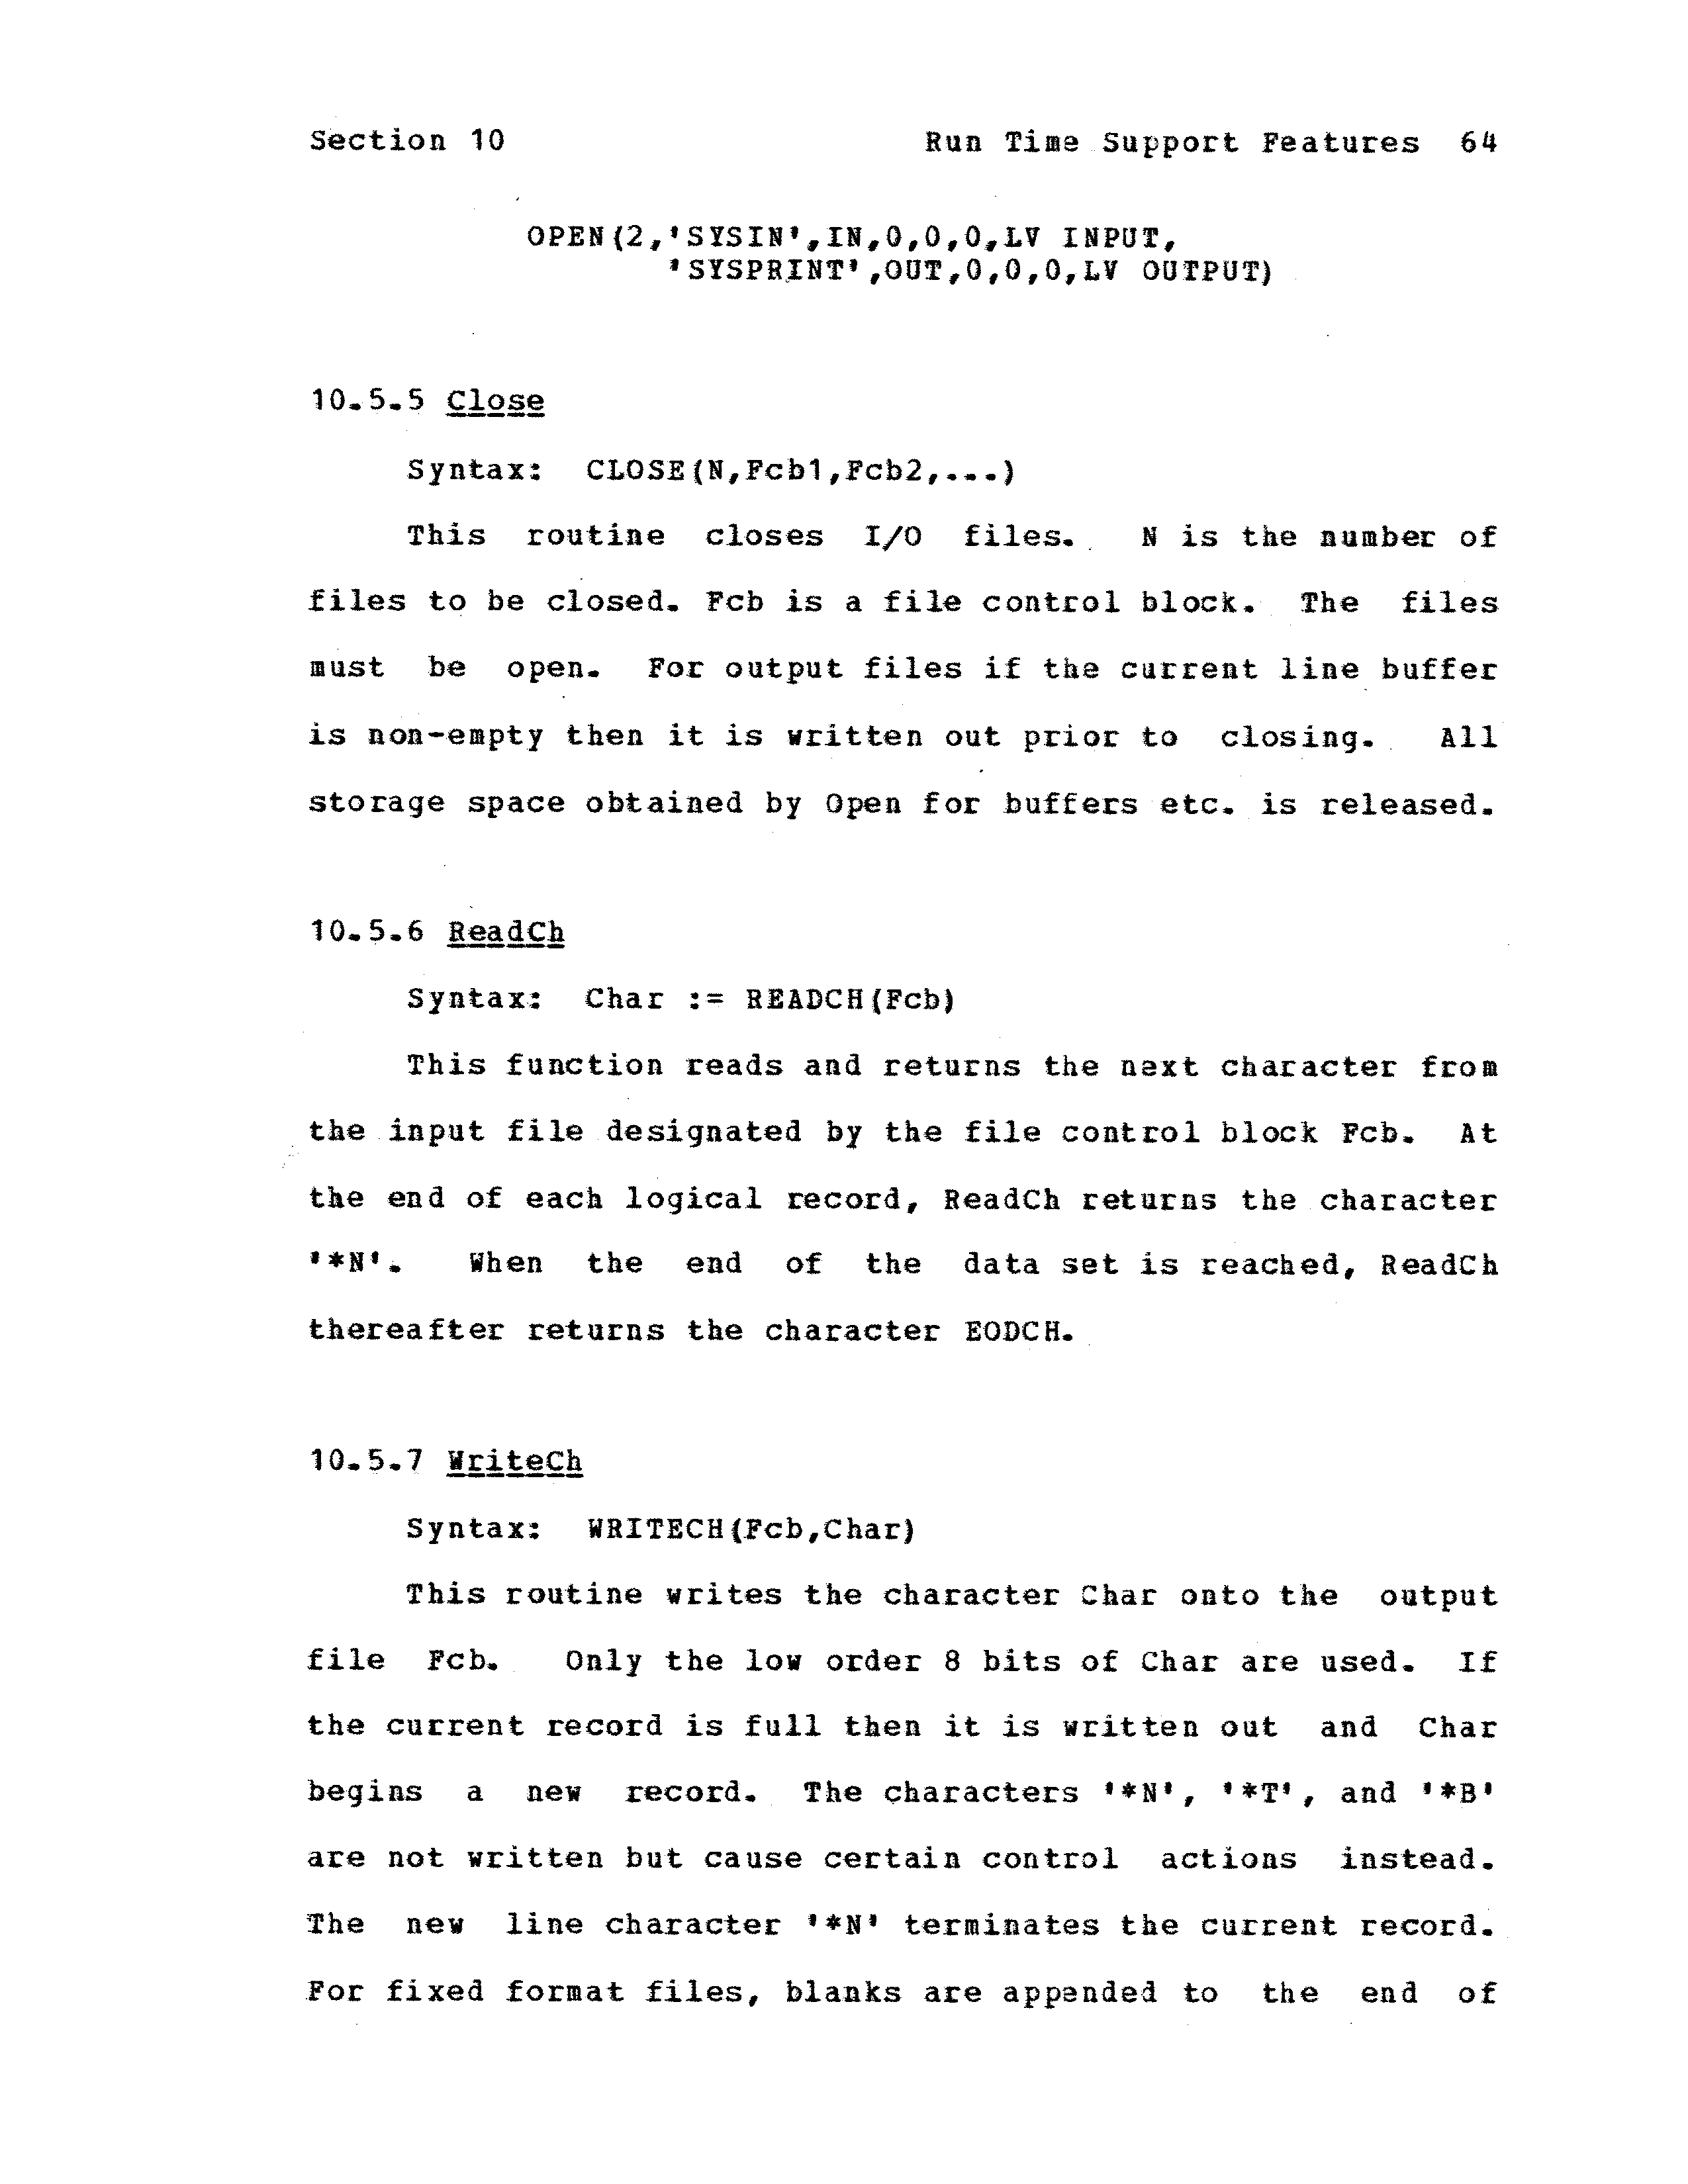 Section 10 Run Time Support Features 64
OPEN(2,'SYSIN',IN,0,0,0,LV INPUT,
'SYSPRINT',OUT,0,0,0,LV OUTPUT)
10.5.5 Close
Syntax: CLOSE(N,Fcb1,Fcb2,...)
This routine closes I/O files. N is the number of
files to be closed. Fcb is a file control block. The files
must be open. For output files if the current line buffer
is non-empty then it is written out prior to closing. All
storage space obtained by Open for buffers etc. is released.
10.5.6 ReadCh
Syntax: Char := READCH(Fcb)
This function reads and returns the next character from
the input file designated by the file control block Fcb. At
the end of each logical record, ReadCh returns the character
'*N'. When the end of the data set is reached, ReadCh
thereafter returns the character EODCH.
10.5.7 WriteCh
Syntax: WRITECH(Fcb,Char)
This routine writes the character Char onto the output
file Fcb. Only the low order 8 bits of Char are used. If
the current record is full then it is written out and Char
begins a new record. The characters '*N', '*T', and '*B'
are not written but cause certain control actions instead.
The new line character '*N' terminates the current record.
For fixed format files, blanks are appended to the end of